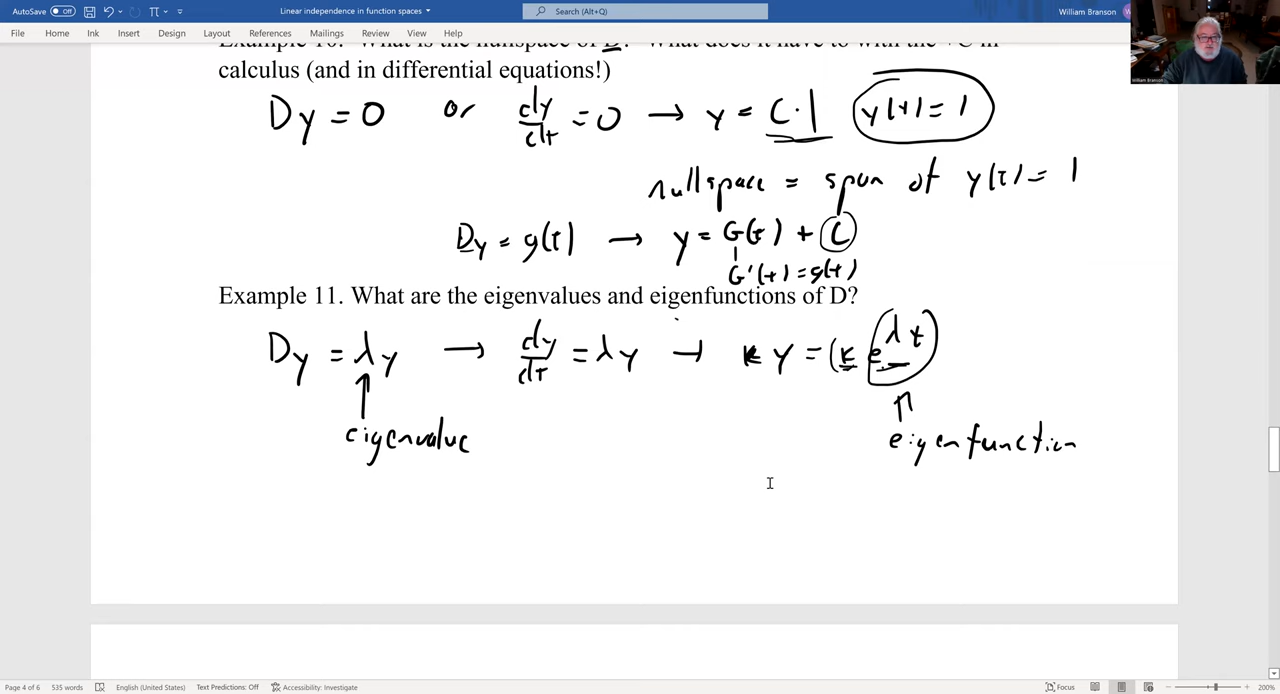 AutoSave Off Linear independence in function spaces Search (Alt+Q) William Branson W
File Home Insert Ink Design Layout References Mailings Review View Help
Example 10. What is the nullspace of D? What does it have to with the +C in
calculus (and in differential equations!)
Dy = 0 or dy/dt = 0 → y = C·1 y(t) = 1
nullspace = span of y(t) = 1
Dy = g(t) → y = G(t) + C
G'(t) = g(t)
Example 11. What are the eigenvalues and eigenfunctions of D?
Dy = λy → dy/dt = λy → y = (k e^λt)
eigenvalue
eigenfunction
William Branson
Page 4 of 6 535 words English (United States) Text Predictions: Off Accessibility: Investigate Focus 200%